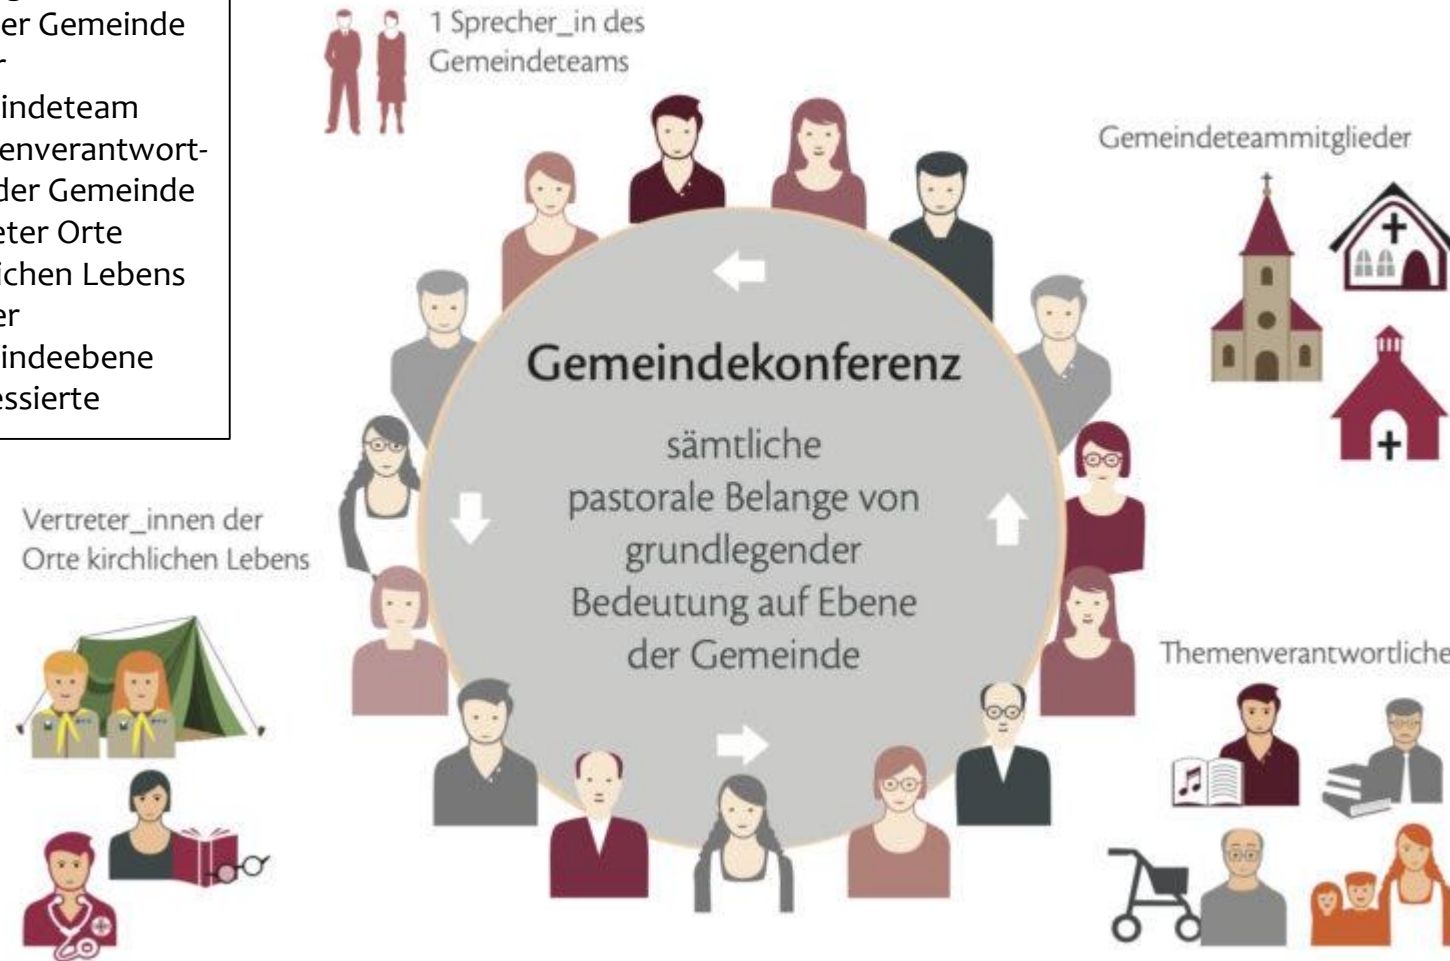 er Gemeinde
indeteam
enverantwort-
der Gemeinde
eter Orte
ichen Lebens
er
indeebene
essierte
1 Sprecher_in des
Gemeindeteams
Gemeindeteammitglieder
Gemeindekonferenz
sämtliche
pastorale Belange von
grundlegender
Bedeutung auf Ebene
der Gemeinde
Vertreter_innen der
Orte kirchlichen Lebens
Themenverantwortliche